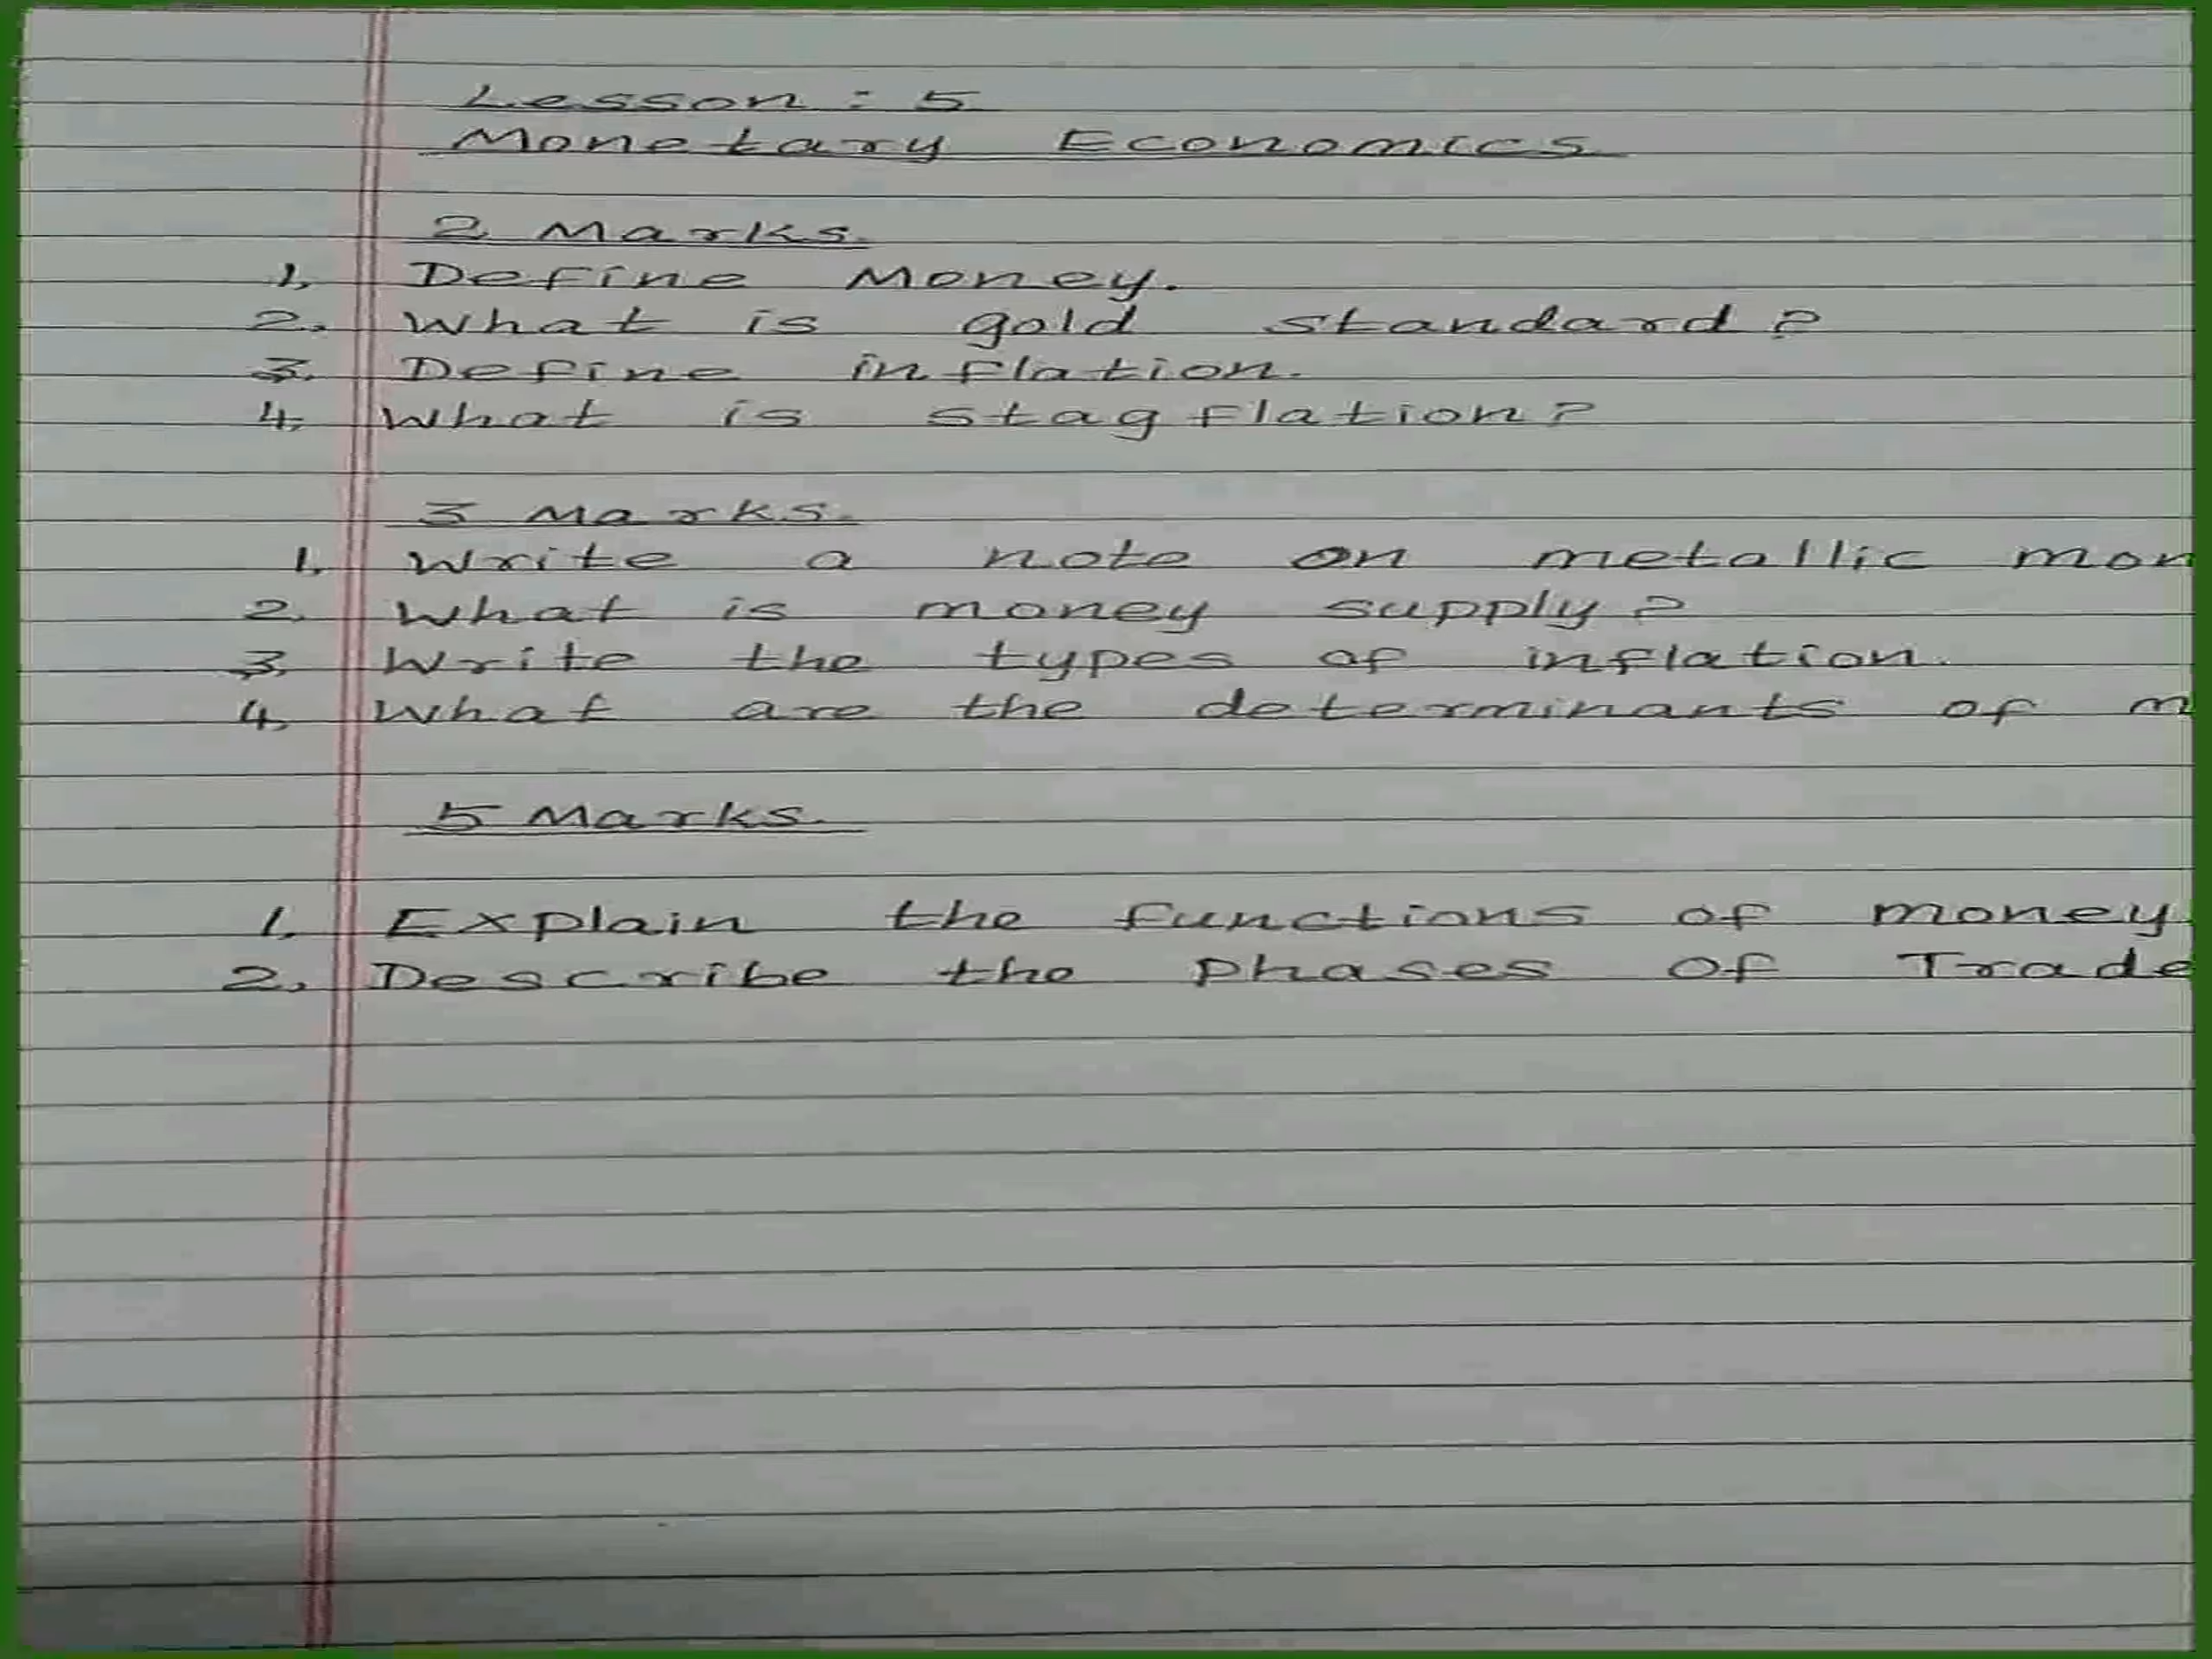 Lesson : 5
Monetary Economics
2 Marks.
1. Define Money.
2. What is gold standard?
3. Define inflation.
4. What is stagflation?
3 Marks.
1. Write a note on metallic mon
2. What is money supply?
3. Write the types of inflation.
4. What are the determinants of m
5 Marks.
1. Explain the functions of money
2. Describe the phases of Trade